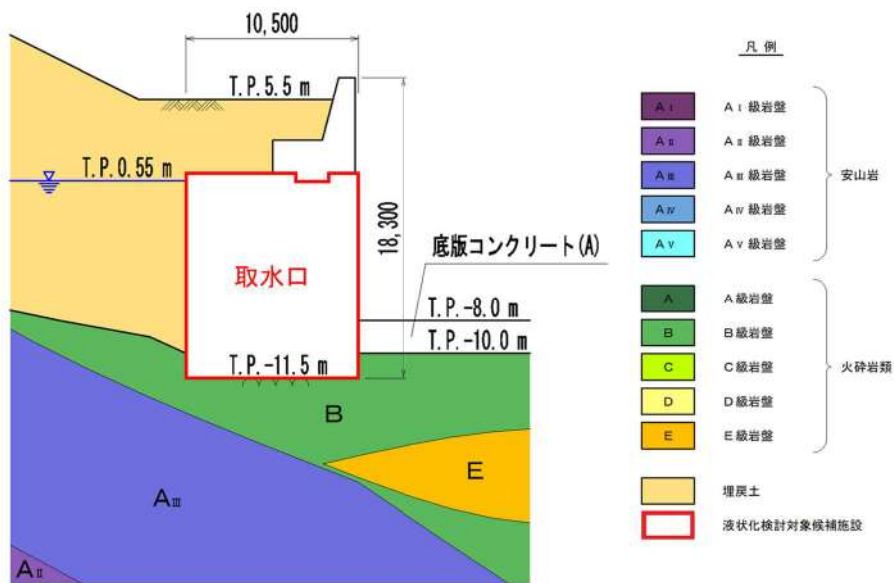 10,500
T.P.5.5 m
T.P.0.55 m
18,300
底版コンクリート(A)
取水口
T.P.-8.0 m
T.P.-10.0 m
T.P.-11.5 m
B
E
AⅢ
AⅡ
凡 例
AⅠ AⅠ級岩盤
AⅡ AⅡ級岩盤
AⅢ AⅢ級岩盤
AⅣ AⅣ級岩盤
AⅤ AⅤ級岩盤
安山岩
A A級岩盤
B B級岩盤
C C級岩盤
D D級岩盤
E E級岩盤
火砕岩類
埋戻土
液状化検討対象候補施設